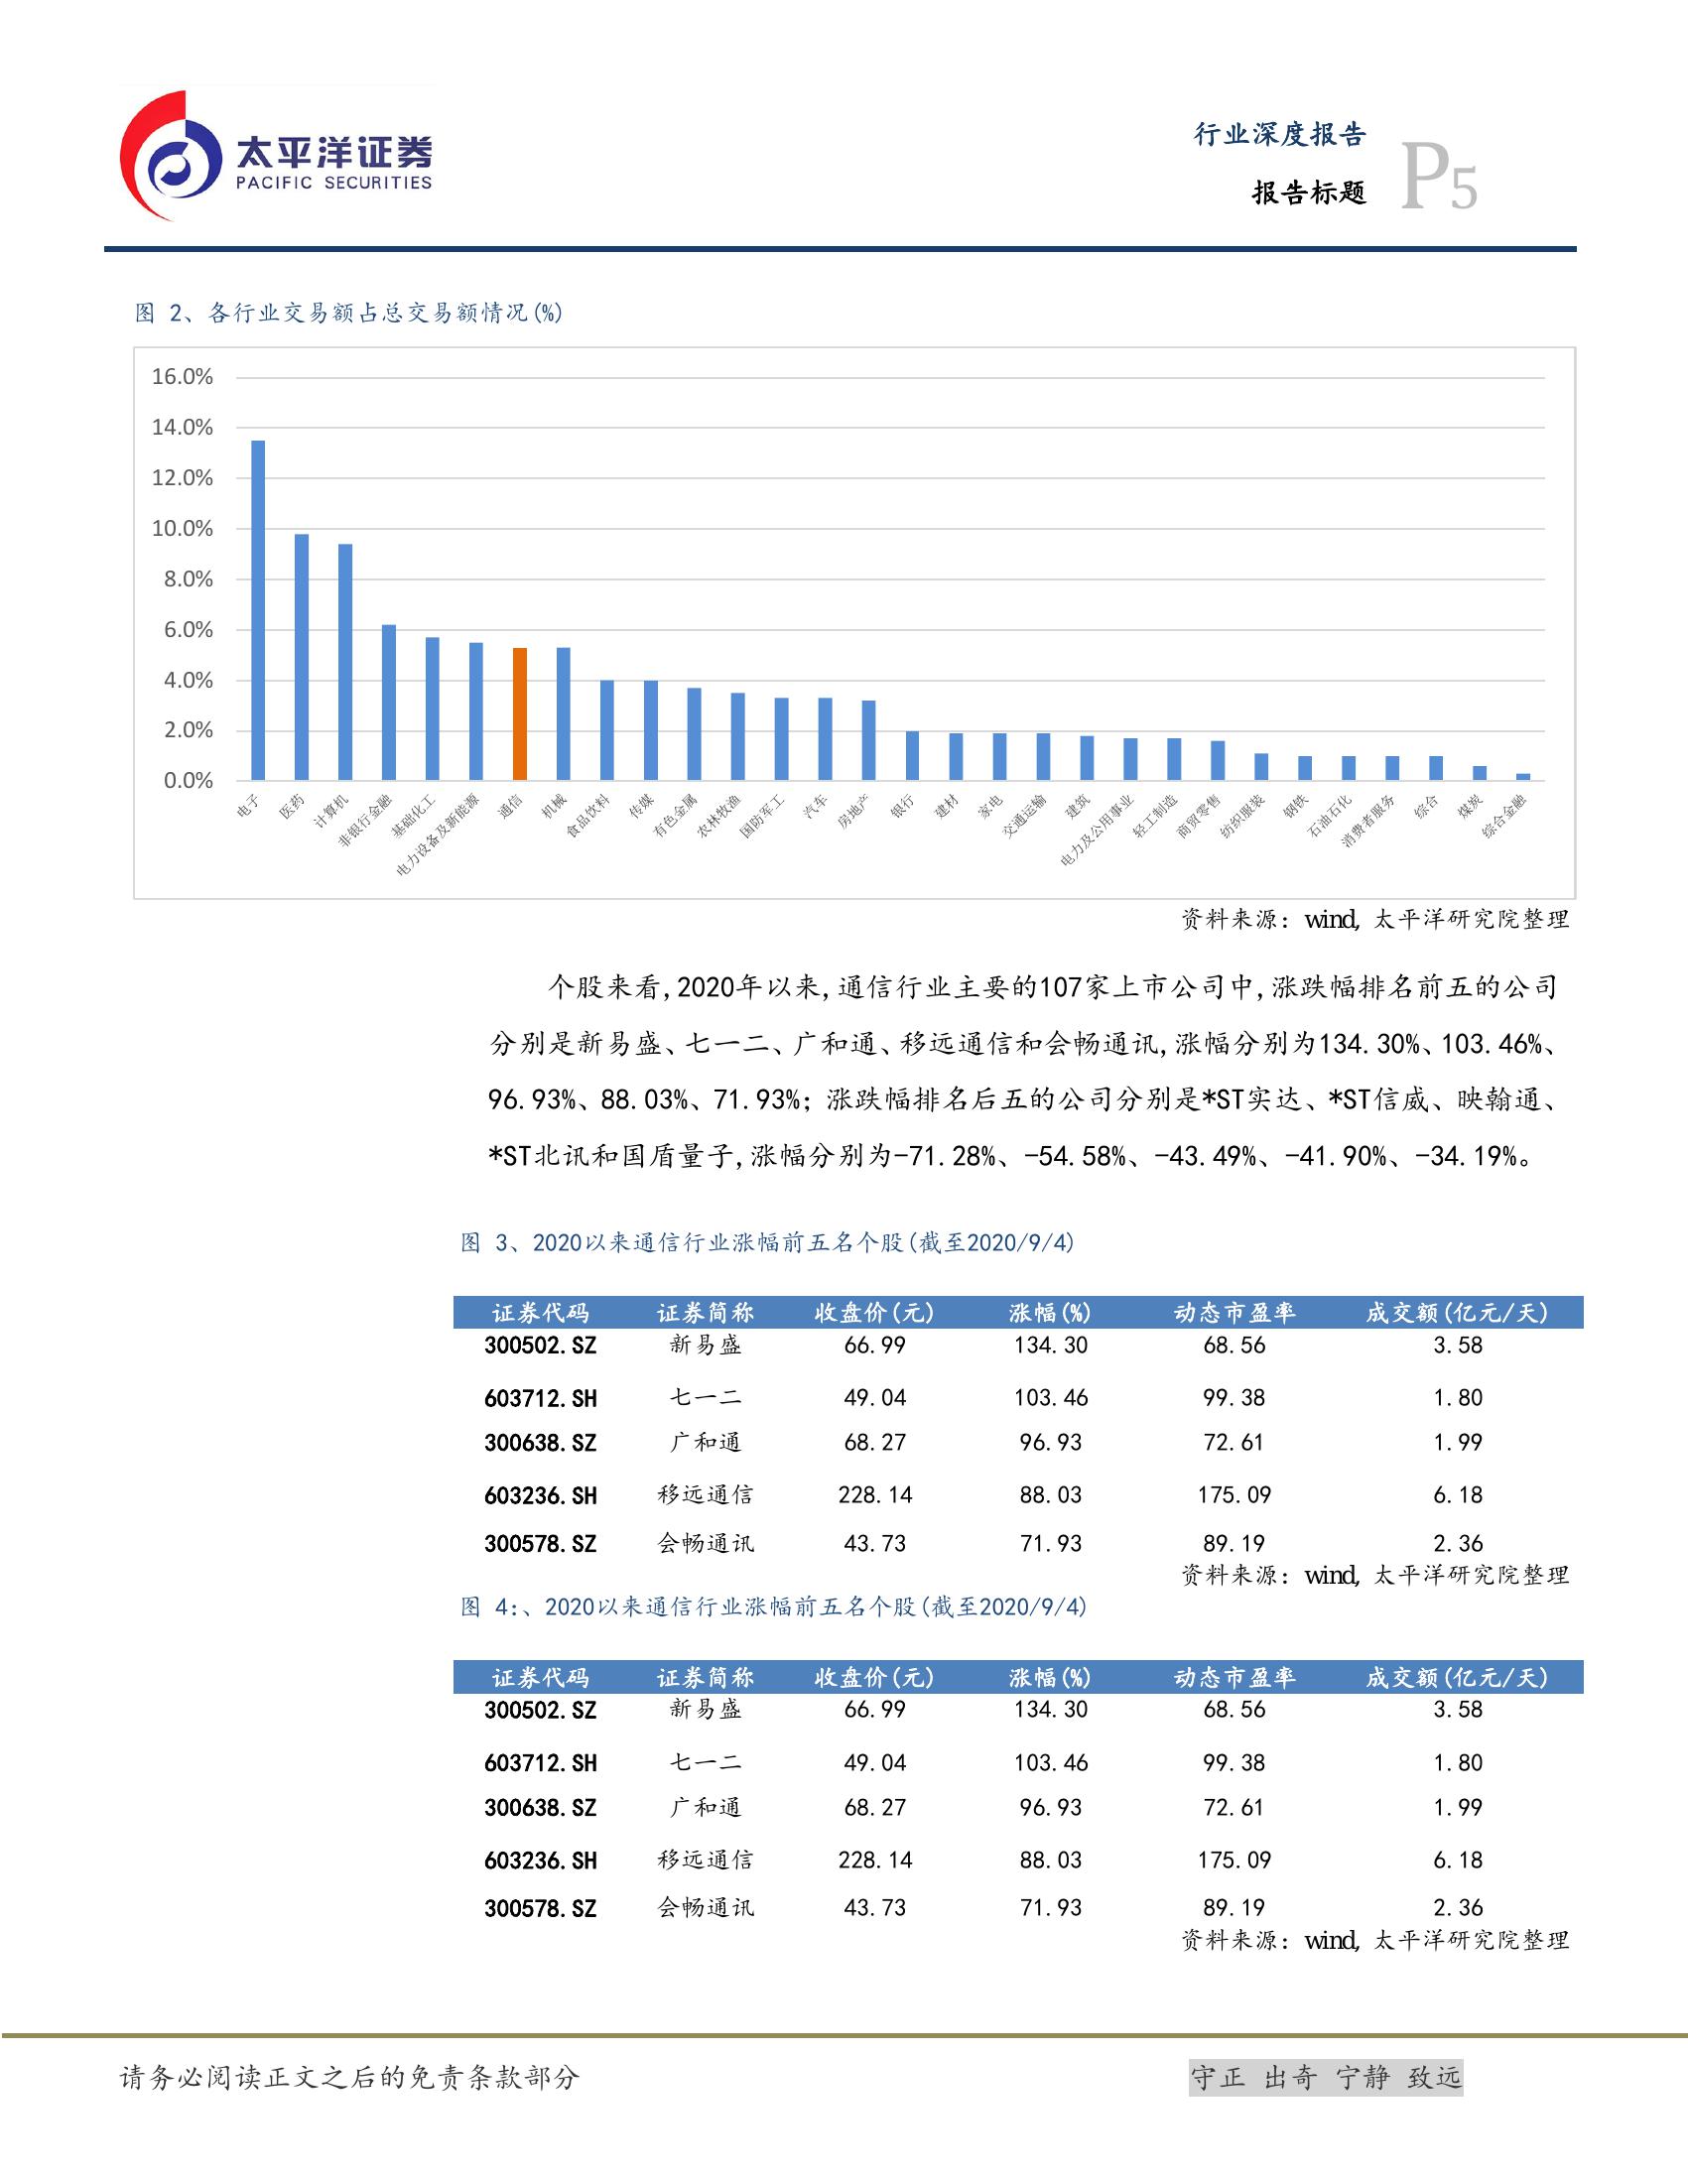 太平洋证券
PACIFIC SECURITIES
行业深度报告
报告标题
P5
图 2、各行业交易额占总交易额情况(%)
16.0%
14.0%
12.0%
10.0%
8.0%
6.0%
4.0%
2.0%
0.0%
电子
医药
计算机
非银行金融
基础化工
电力设备及新能源
通信
机械
食品饮料
传媒
有色金属
农林牧渔
国防军工
汽车
房地产
银行
建材
家电
交通运输
建筑
电力及公用事业
轻工制造
商贸零售
纺织服装
钢铁
石油石化
消费者服务
综合
煤炭
综合金融
资料来源：wind, 太平洋研究院整理
个股来看,2020年以来,通信行业主要的107家上市公司中,涨跌幅排名前五的公司
分别是新易盛、七一二、广和通、移远通信和会畅通讯,涨幅分别为134.30%、103.46%、
96.93%、88.03%、71.93%；涨跌幅排名后五的公司分别是*ST实达、*ST信威、映翰通、
*ST北讯和国盾量子,涨幅分别为-71.28%、-54.58%、-43.49%、-41.90%、-34.19%。
图 3、2020以来通信行业涨幅前五名个股(截至2020/9/4)
证券代码 证券简称 收盘价(元) 涨幅(%) 动态市盈率 成交额(亿元/天)
300502.SZ 新易盛 66.99 134.30 68.56 3.58
603712.SH 七一二 49.04 103.46 99.38 1.80
300638.SZ 广和通 68.27 96.93 72.61 1.99
603236.SH 移远通信 228.14 88.03 175.09 6.18
300578.SZ 会畅通讯 43.73 71.93 89.19 2.36
资料来源：wind, 太平洋研究院整理
图 4:、2020以来通信行业涨幅前五名个股(截至2020/9/4)
证券代码 证券简称 收盘价(元) 涨幅(%) 动态市盈率 成交额(亿元/天)
300502.SZ 新易盛 66.99 134.30 68.56 3.58
603712.SH 七一二 49.04 103.46 99.38 1.80
300638.SZ 广和通 68.27 96.93 72.61 1.99
603236.SH 移远通信 228.14 88.03 175.09 6.18
300578.SZ 会畅通讯 43.73 71.93 89.19 2.36
资料来源：wind, 太平洋研究院整理
请务必阅读正文之后的免责条款部分
守正 出奇 宁静 致远